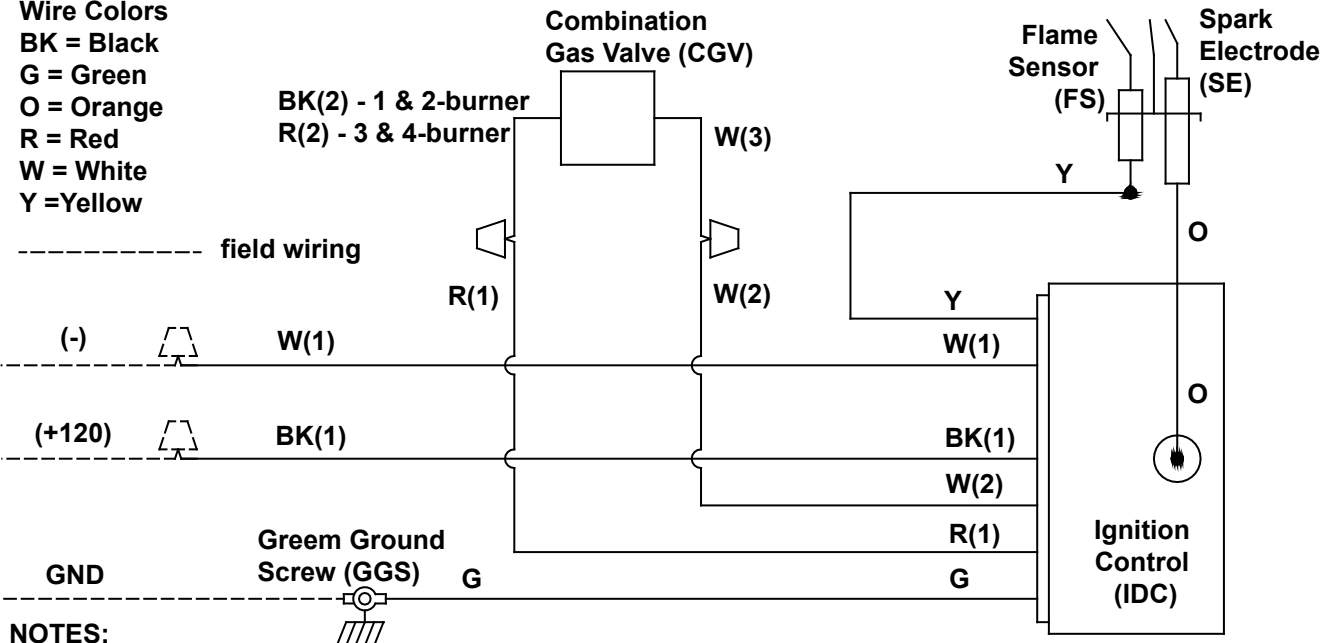 Wire Colors
BK = Black
G = Green
O = Orange
R = Red
W = White
Y =Yellow
field wiring
Combination
Gas Valve (CGV)
BK(2) - 1 & 2-burner
R(2) - 3 & 4-burner
W(3)
Flame
Sensor
(FS)
Spark
Electrode
(SE)
Y
O
R(1)
W(2)
Y
(-)
W(1)
W(1)
O
(+120)
BK(1)
BK(1)
W(2)
R(1)
Greem Ground
Screw (GGS)
GND
G
G
Ignition
Control
(IDC)
NOTES: